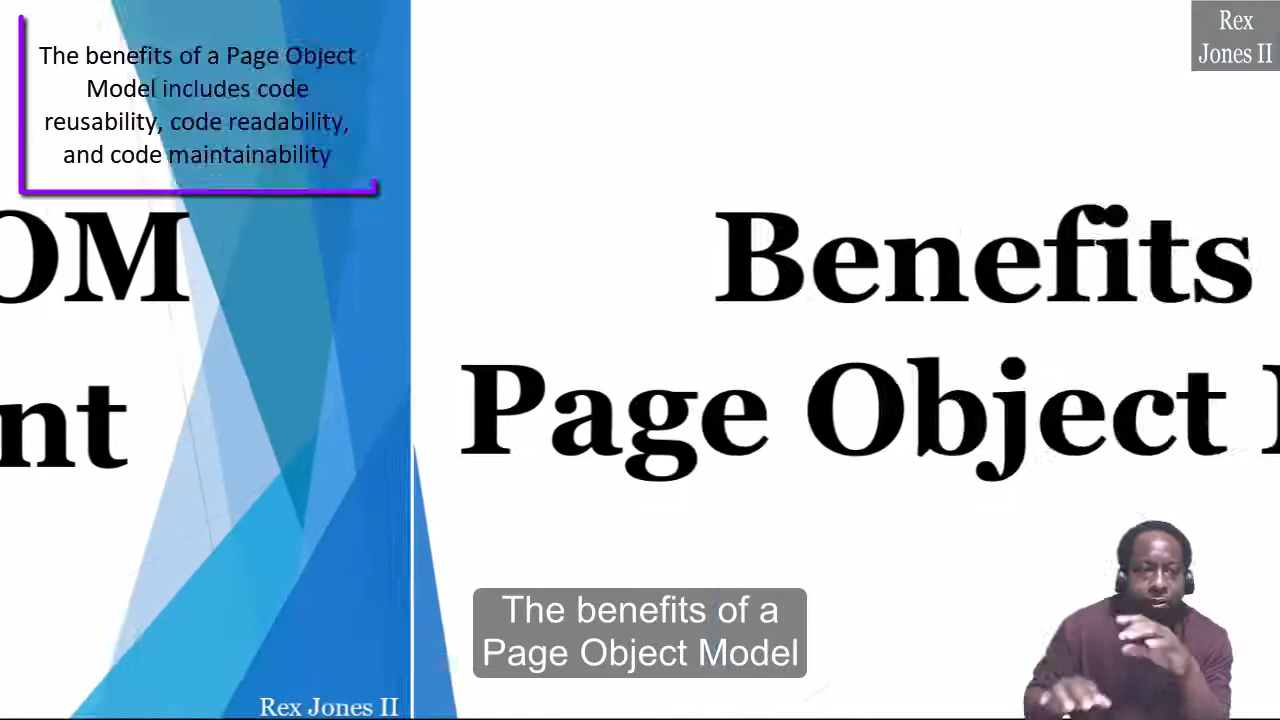 The benefits of a Page Object
Model includes code
reusability, code readability,
and code maintainability
Rex
Jones II
OM
Benefits
nt
Page Object
The benefits of a
Page Object Model
Rex Jones II